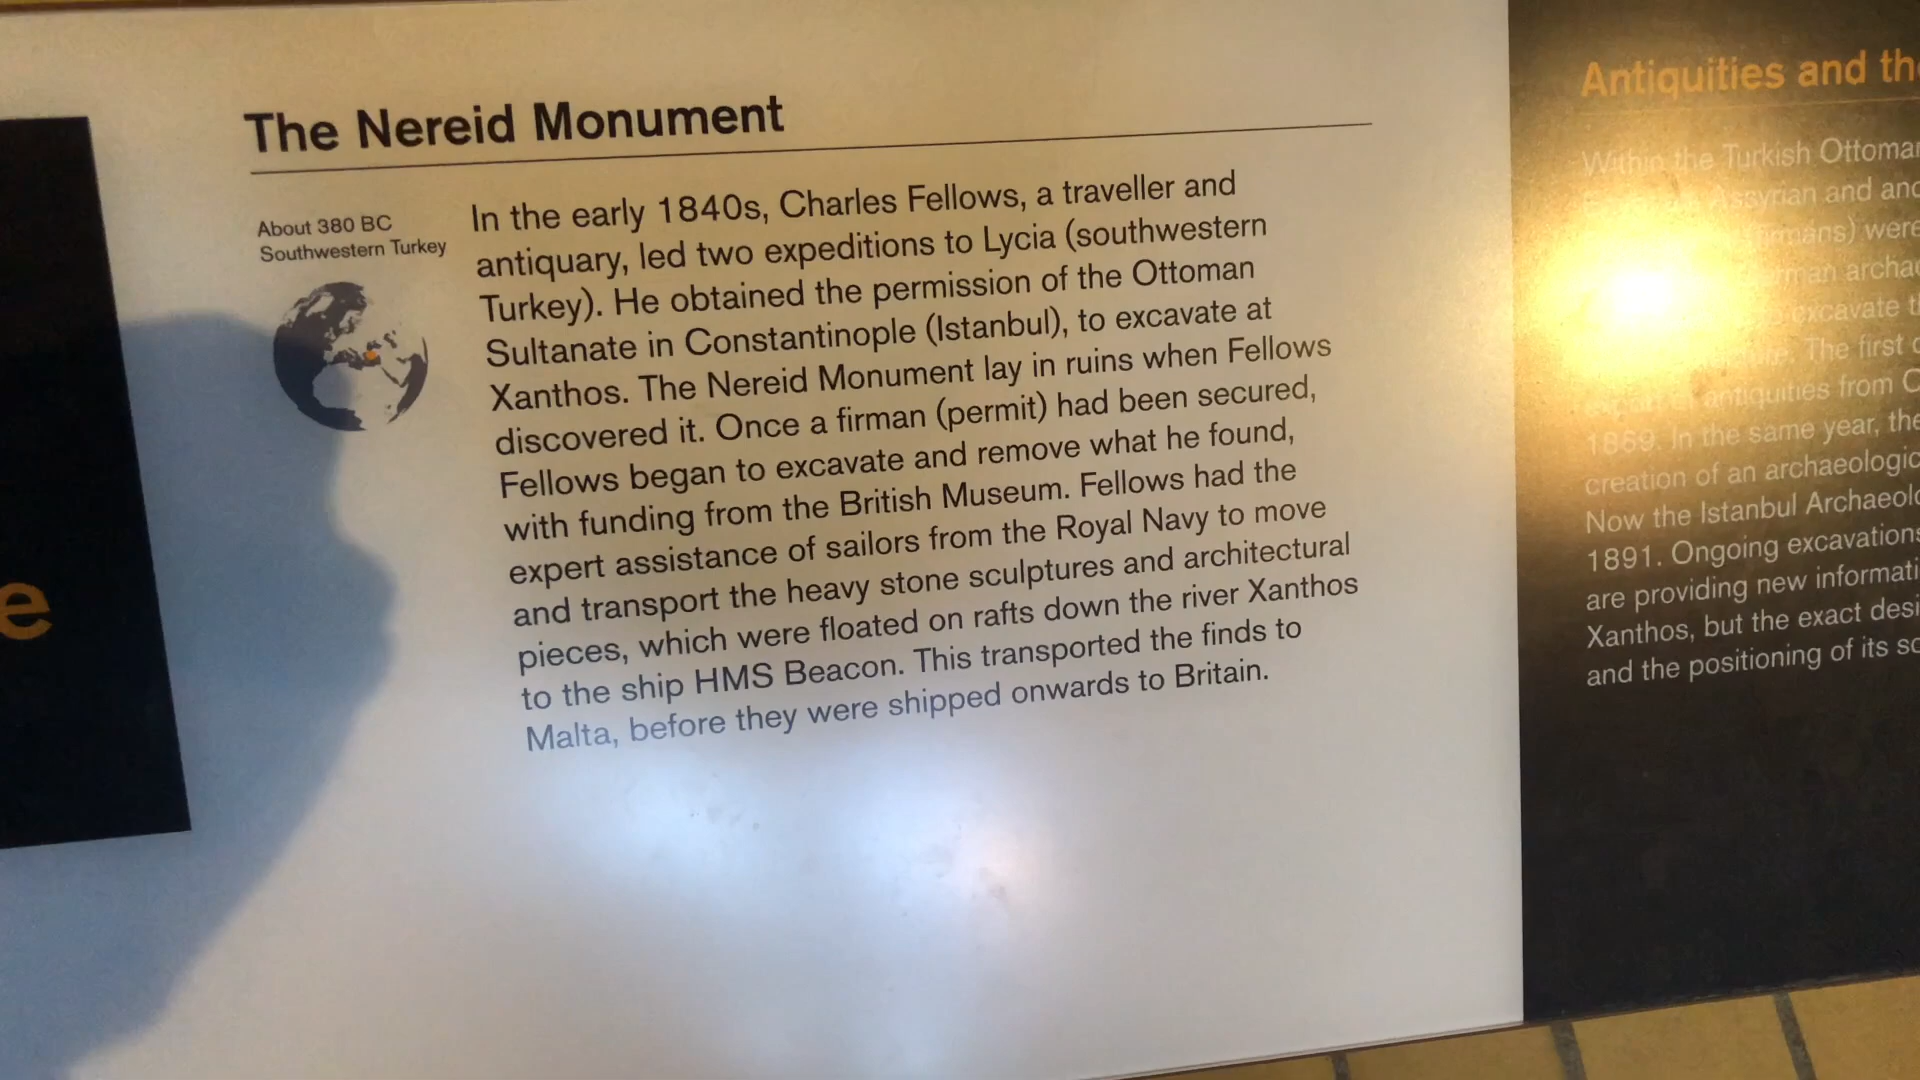 The Nereid Monument
About 380 BC
Southwestern Turkey
In the early 1840s, Charles Fellows, a traveller and
antiquary, led two expeditions to Lycia (southwestern
Turkey). He obtained the permission of the Ottoman
Sultanate in Constantinople (Istanbul), to excavate at
Xanthos. The Nereid Monument lay in ruins when Fellows
discovered it. Once a firman (permit) had been secured,
Fellows began to excavate and remove what he found,
with funding from the British Museum. Fellows had the
expert assistance of sailors from the Royal Navy to move
and transport the heavy stone sculptures and architectural
pieces, which were floated on rafts down the river Xanthos
to the ship HMS Beacon. This transported the finds to
Malta, before they were shipped onwards to Britain.
e
Antiquities and
Within the Turkish
Assyrian and
were
excavate
The first
antiquities from
1869. In the same year, the
creation of an
Now the Istanbul
1891. Ongoing excavations
are providing new
Xanthos, but the exact
and the positioning of its